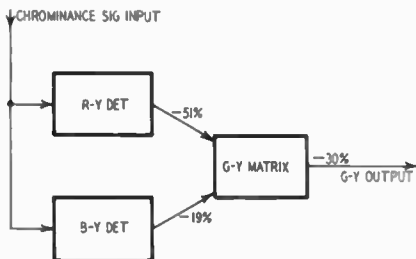 CHROMINANCE SIG INPUT
R-Y DET
-51%
G-Y MATRIX
-30%
G-Y OUTPUT
B-Y DET
-19%